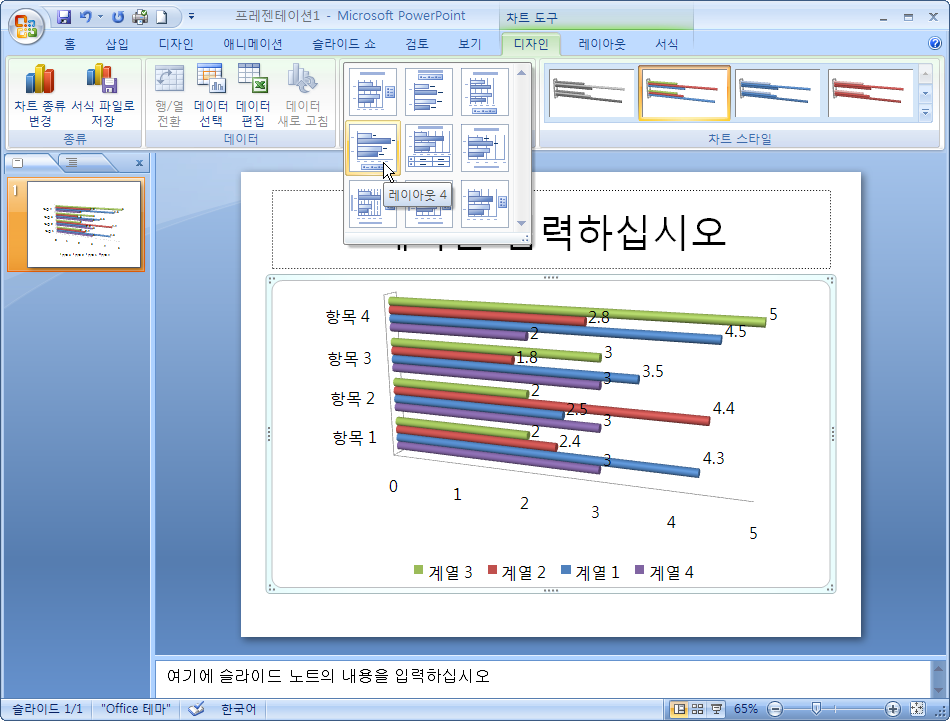 프레젠테이션1 - Microsoft PowerPoint
차트 도구
홈 삽입 디자인 애니메이션 슬라이드 쇼 검토 보기 디자인 레이아웃 서식
차트 종류 변경
서식 파일로 저장
종류
행/열 전환
데이터 선택
데이터 편집
데이터 새로 고침
데이터
차트 스타일
레이아웃 4
1
력하십시오
항목 4
항목 3
항목 2
항목 1
5
2.8
4.5
2
3
1.8
3.5
3
2
4.4
2.5
3
2
2.4
4.3
3
0 1 2 3 4 5
계열 3 계열 2 계열 1 계열 4
여기에 슬라이드 노트의 내용을 입력하십시오
슬라이드 1/1 "Office 테마" 한국어 65%